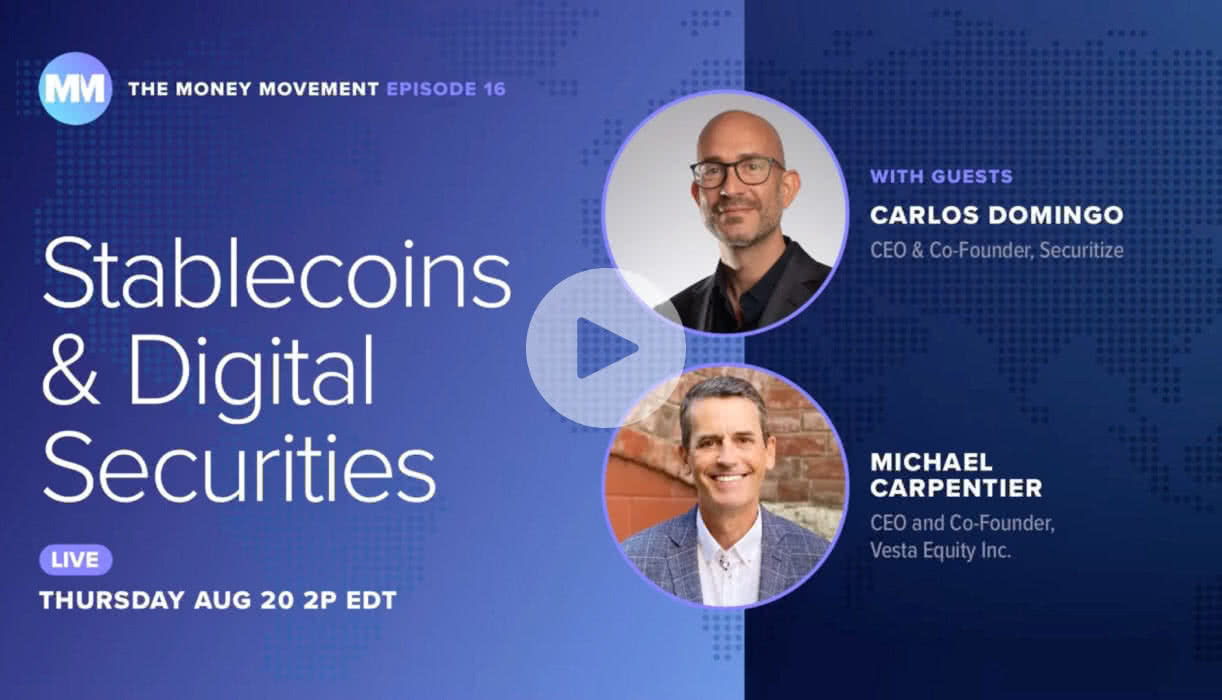 MM
THE MONEY MOVEMENT EPISODE 16
Stablecoins
& Digital
Securities
LIVE
THURSDAY AUG 20 2P EDT
WITH GUESTS
CARLOS DOMINGO
CEO & Co-Founder, Securitize
MICHAEL
CARPENTIER
CEO and Co-Founder,
Vesta Equity Inc.